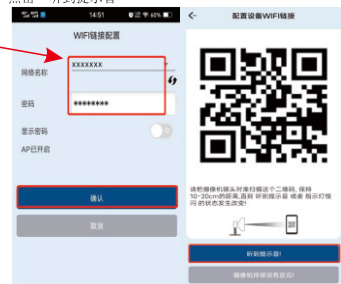 点击"听到提示音"
14:51
60%
WIFI链接配置
网络名称
XXXXXXX
密码
********
显示密码
AP已开启
确认
取消
配置设备WIFI链接
请把摄像机镜头对准扫描这个二维码, 保持
10-20cm的距离,直到 听到提示音 或者 指示灯慢
闪 的状态发生改变!
听到提示音!
摄像机持续没有反应!